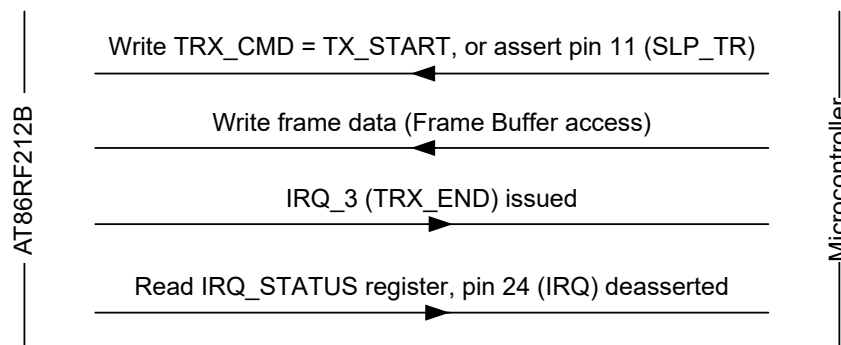 Write TRX_CMD = TX_START, or assert pin 11 (SLP_TR)
Write frame data (Frame Buffer access)
IRQ_3 (TRX_END) issued
Read IRQ_STATUS register, pin 24 (IRQ) deasserted
AT86RF212B
Microcontroller